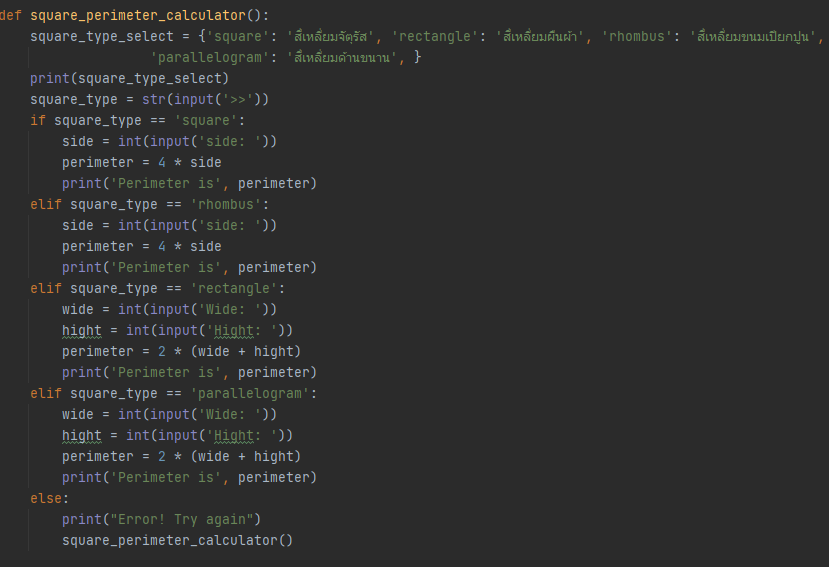 def square_perimeter_calculator():
    square_type_select = {'square': 'สี่เหลี่ยมจัตุรัส', 'rectangle': 'สี่เหลี่ยมผืนผ้า', 'rhombus': 'สี่เหลี่ยมขนมเปียกปูน',
                   'parallelogram': 'สี่เหลี่ยมด้านขนาน', }
    print(square_type_select)
    square_type = str(input('>>'))
    if square_type == 'square':
        side = int(input('side: '))
        perimeter = 4 * side
        print('Perimeter is', perimeter)
    elif square_type == 'rhombus':
        side = int(input('side: '))
        perimeter = 4 * side
        print('Perimeter is', perimeter)
    elif square_type == 'rectangle':
        wide = int(input('Wide: '))
        hight = int(input('Hight: '))
        perimeter = 2 * (wide + hight)
        print('Perimeter is', perimeter)
    elif square_type == 'parallelogram':
        wide = int(input('Wide: '))
        hight = int(input('Hight: '))
        perimeter = 2 * (wide + hight)
        print('Perimeter is', perimeter)
    else:
        print("Error! Try again")
        square_perimeter_calculator()